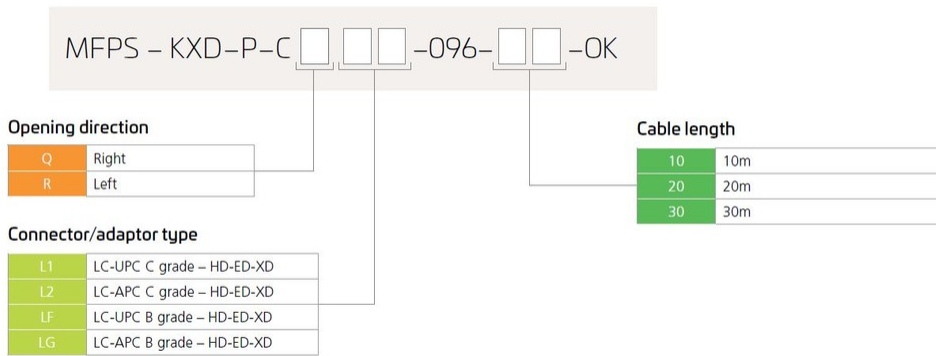 MFPS – KXD–P–C☐ ☐☐–096–☐☐–0K
Opening direction
Q Right
R Left
Connector/adaptor type
L1 LC-UPC C grade – HD-ED-XD
L2 LC-APC C grade – HD-ED-XD
LF LC-UPC B grade – HD-ED-XD
LG LC-APC B grade – HD-ED-XD
Cable length
10 10m
20 20m
30 30m